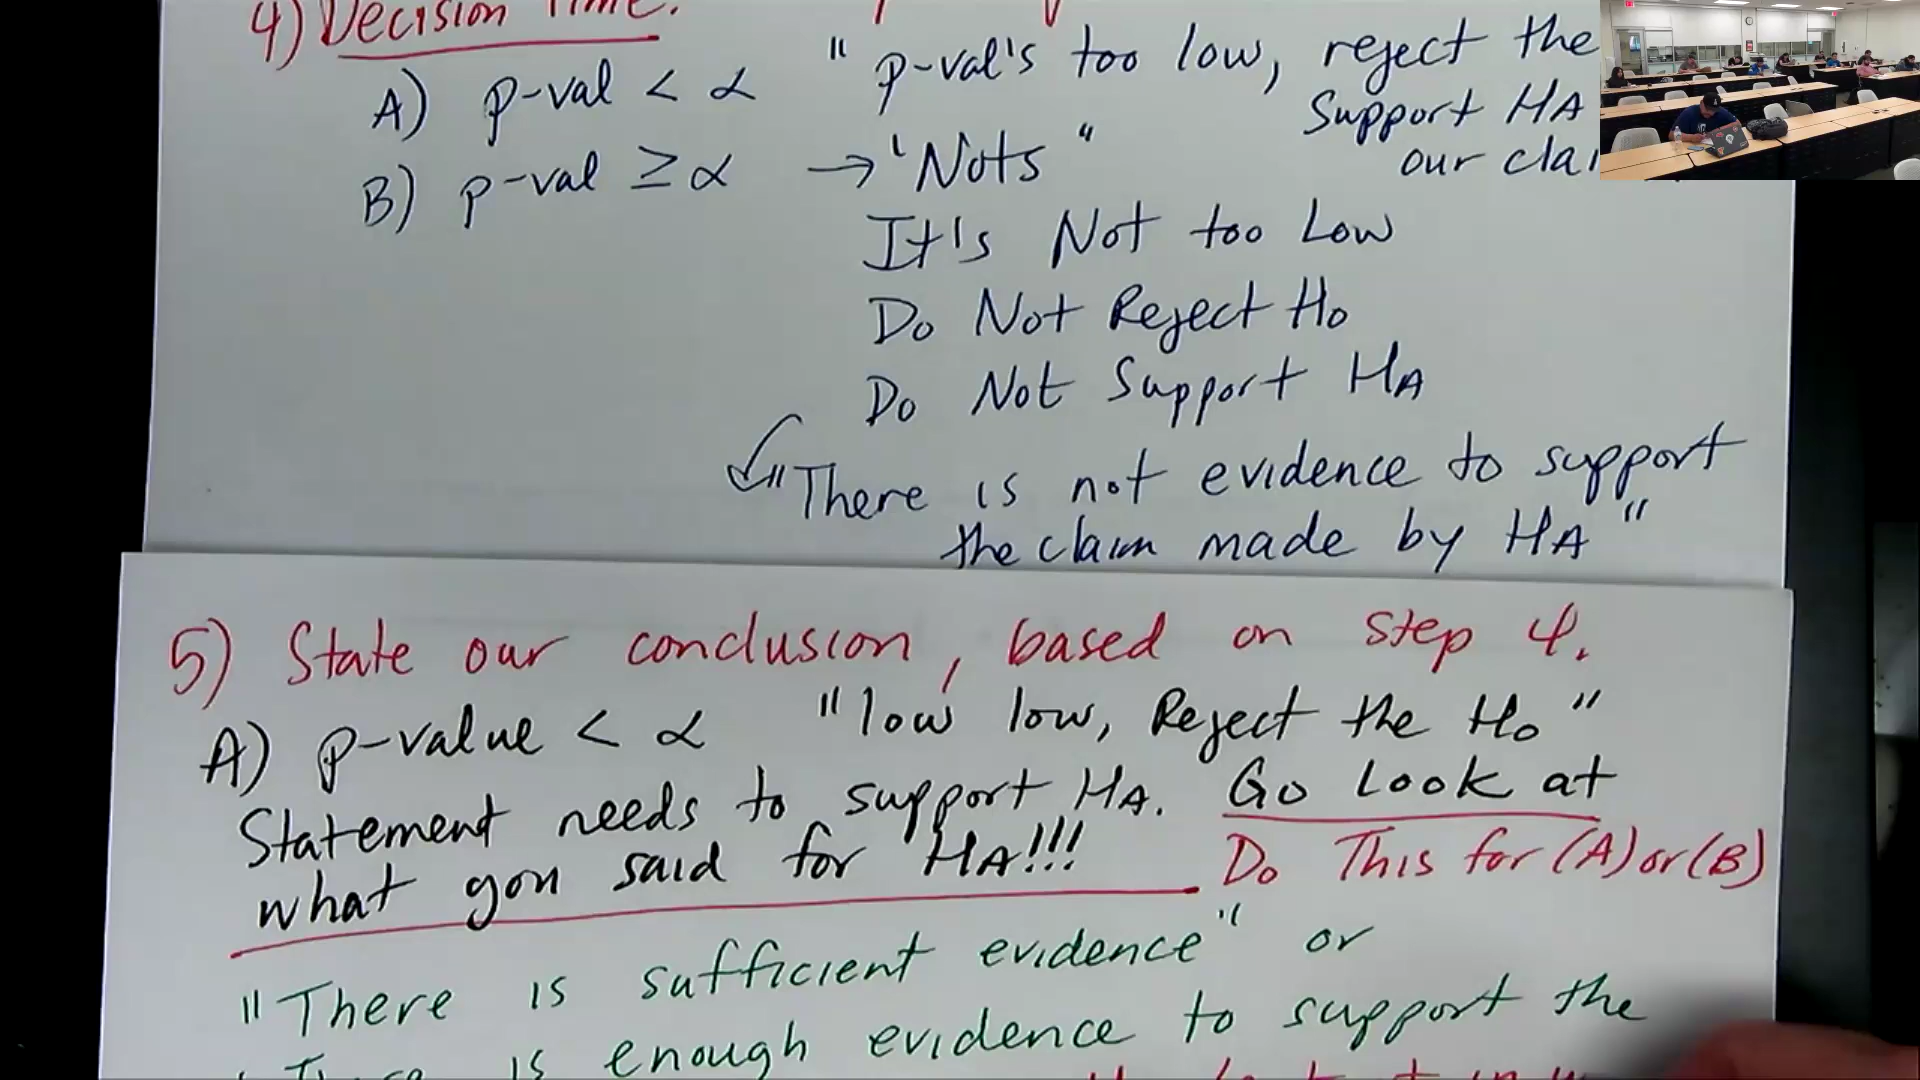 4) Decision Time.
A) p-val < α "p-val's too low, reject the
Support HA
our clai
B) p-val ≥ α → 'Nots "
It's Not too Low
Do Not Reject Ho
Do Not Support HA
"There is not evidence to support
the claim made by HA"
5) State our conclusion, based on step 4.
A) p-value < α "low low, Reject the Ho"
Statement needs to support HA. Go Look at
what you said for HA!!! Do This for (A) or (B)
"There is sufficient evidence" or
"There is enough evidence to support the